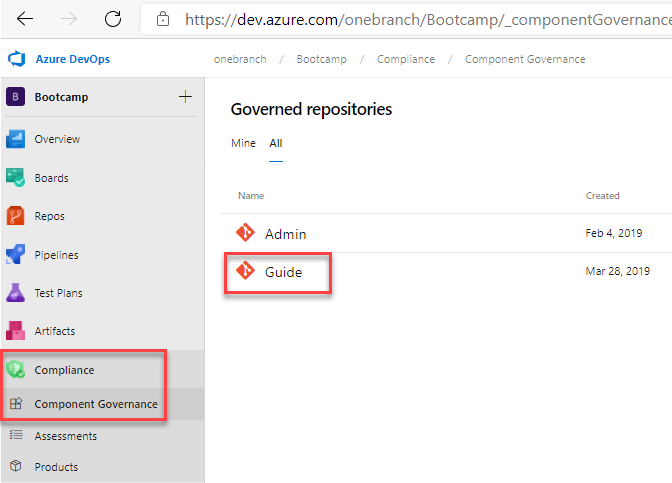 https://dev.azure.com/onebranch/Bootcamp/_componentGovernance
Azure DevOps
onebranch / Bootcamp / Compliance / Component Governance
B Bootcamp +
Governed repositories
Overview
Mine All
Boards
Name Created
Repos
Admin Feb 4, 2019
Pipelines
Guide Mar 28, 2019
Test Plans
Artifacts
Compliance
Component Governance
Assessments
Products